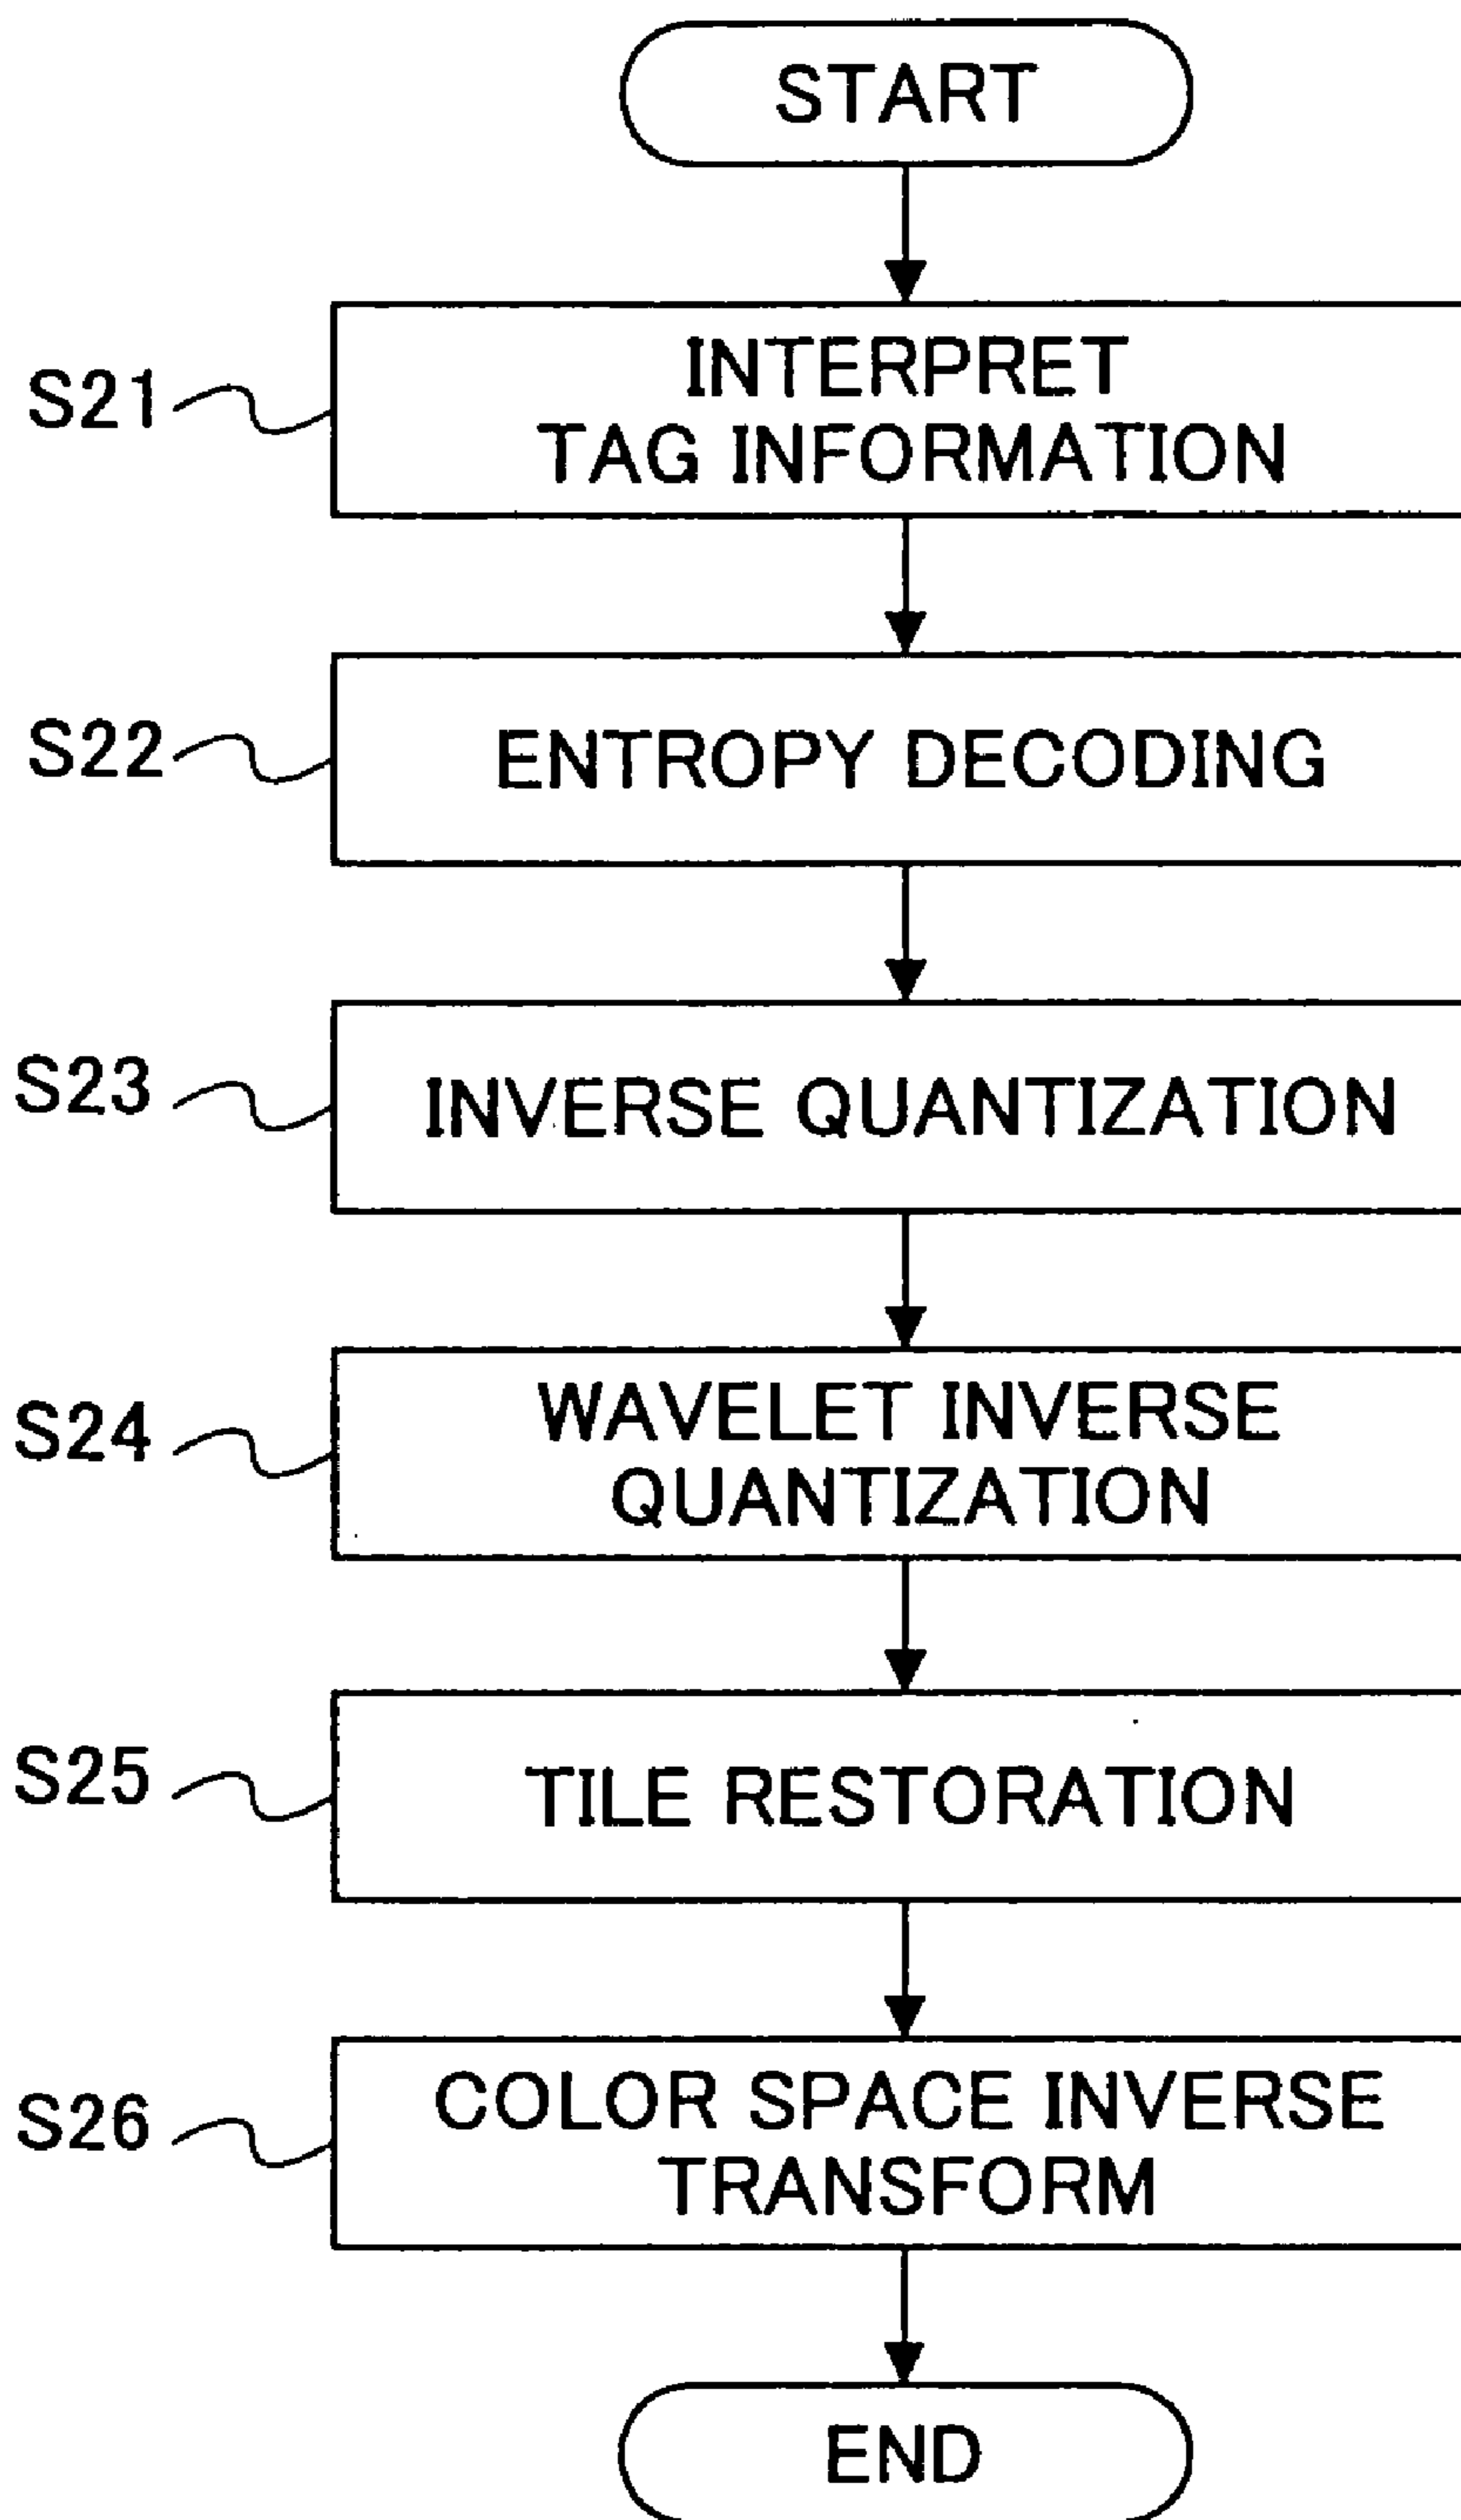 START
S21
INTERPRET
TAG INFORMATION
S22
ENTROPY DECODING
S23
INVERSE QUANTIZATION
S24
WAVELET INVERSE
QUANTIZATION
S25
TILE RESTORATION
S26
COLOR SPACE INVERSE
TRANSFORM
END